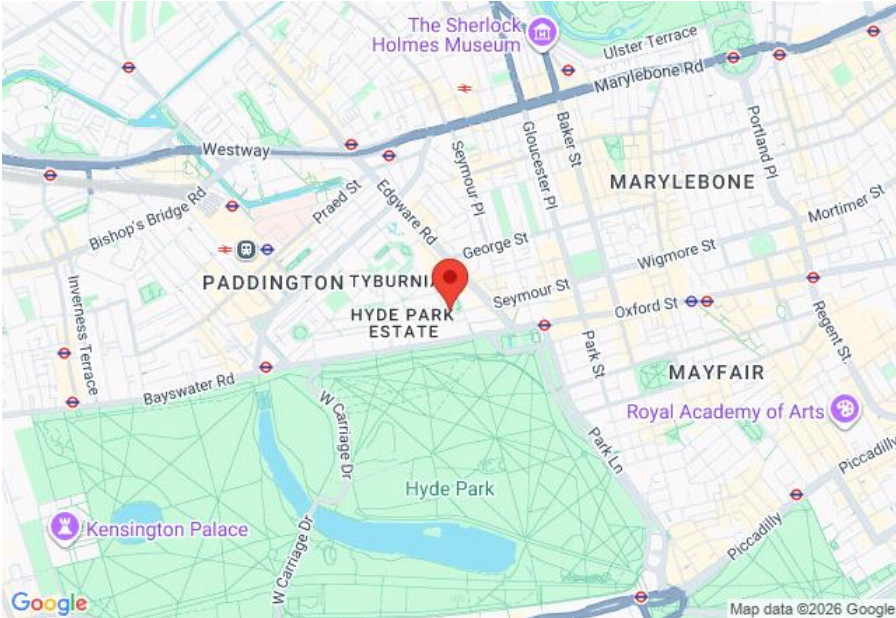 The Sherlock
Holmes Museum
Ulster Terrace
Marylebone Rd
Westway
Portland Pl
Baker St
Gloucester Pl
Seymour Pl
MARYLEBONE
Praed St
Edgware Rd
Bishop's Bridge Rd
Mortimer St
George St
Wigmore St
PADDINGTON
TYBURNI
Seymour St
Oxford St
HYDE PARK
ESTATE
Inverness Terrace
Regent St.
Park St
MAYFAIR
Bayswater Rd
W Carriage Dr
Royal Academy of Arts
Park Ln
Piccadilly
Hyde Park
Kensington Palace
W Carriage Dr
Piccadilly
Google
Map data ©2026 Google